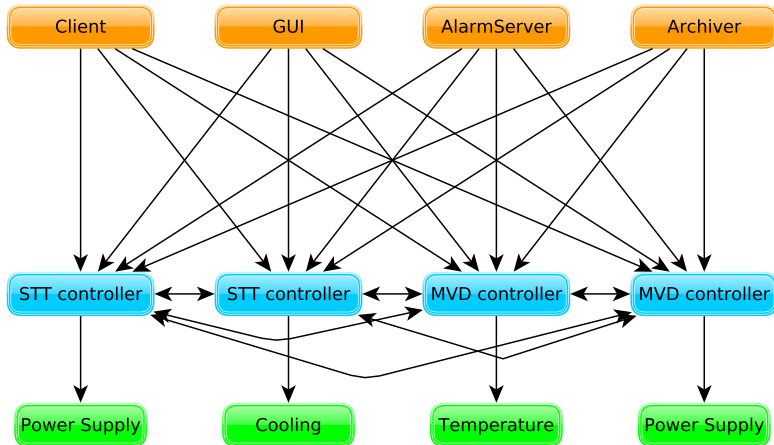 Client GUI AlarmServer Archiver
STT controller STT controller MVD controller MVD controller
Power Supply Cooling Temperature Power Supply